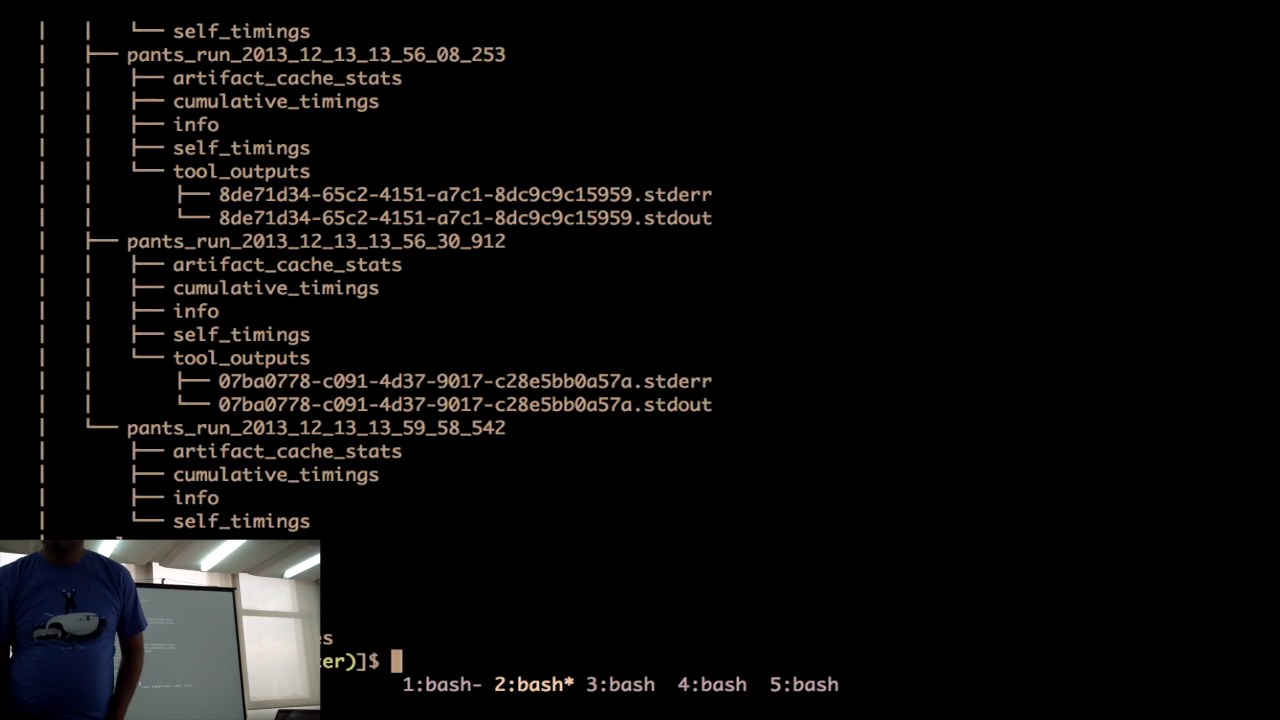 │   │   └── self_timings
│   ├── pants_run_2013_12_13_13_56_08_253
│   │   ├── artifact_cache_stats
│   │   ├── cumulative_timings
│   │   ├── info
│   │   ├── self_timings
│   │   └── tool_outputs
│   │       ├── 8de71d34-65c2-4151-a7c1-8dc9c9c15959.stderr
│   │       └── 8de71d34-65c2-4151-a7c1-8dc9c9c15959.stdout
│   ├── pants_run_2013_12_13_13_56_30_912
│   │   ├── artifact_cache_stats
│   │   ├── cumulative_timings
│   │   ├── info
│   │   ├── self_timings
│   │   └── tool_outputs
│   │       ├── 07ba0778-c091-4d37-9017-c28e5bb0a57a.stderr
│   │       └── 07ba0778-c091-4d37-9017-c28e5bb0a57a.stdout
│   └── pants_run_2013_12_13_13_59_58_542
│       ├── artifact_cache_stats
│       ├── cumulative_timings
│       ├── info
│       └── self_timings
es
ter)]$
1:bash- 2:bash* 3:bash 4:bash 5:bash